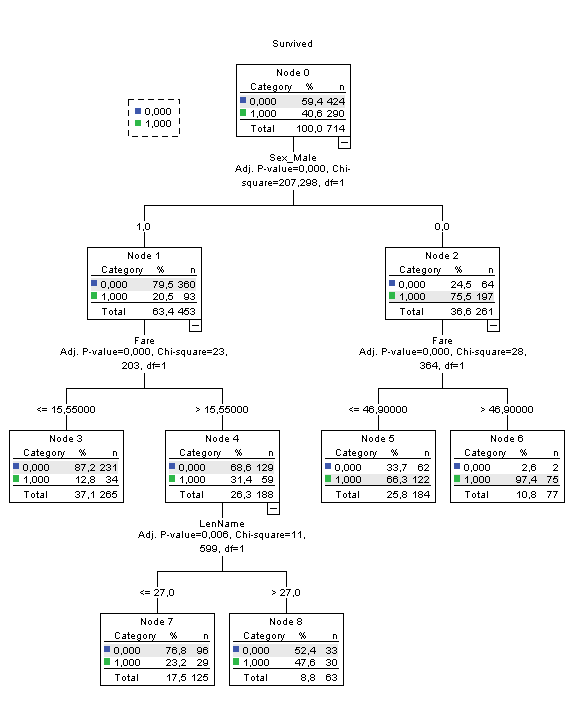 Survived
0,000
1,000
Node 0
Category % n
0,000 59,4 424
1,000 40,6 290
Total 100,0 714
Sex_Male
Adj. P-value=0,000, Chi-
square=207,298, df=1
1,0
0,0
Node 1
Category % n
0,000 79,5 360
1,000 20,5 93
Total 63,4 453
Node 2
Category % n
0,000 24,5 64
1,000 75,5 197
Total 36,6 261
Fare
Adj. P-value=0,000, Chi-square=23,
203, df=1
Fare
Adj. P-value=0,000, Chi-square=28,
364, df=1
<= 15,55000
> 15,55000
<= 46,90000
> 46,90000
Node 3
Category % n
0,000 87,2 231
1,000 12,8 34
Total 37,1 265
Node 4
Category % n
0,000 68,6 129
1,000 31,4 59
Total 26,3 188
Node 5
Category % n
0,000 33,7 62
1,000 66,3 122
Total 25,8 184
Node 6
Category % n
0,000 2,6 2
1,000 97,4 75
Total 10,8 77
LenName
Adj. P-value=0,006, Chi-square=11,
599, df=1
<= 27,0
> 27,0
Node 7
Category % n
0,000 76,8 96
1,000 23,2 29
Total 17,5 125
Node 8
Category % n
0,000 52,4 33
1,000 47,6 30
Total 8,8 63